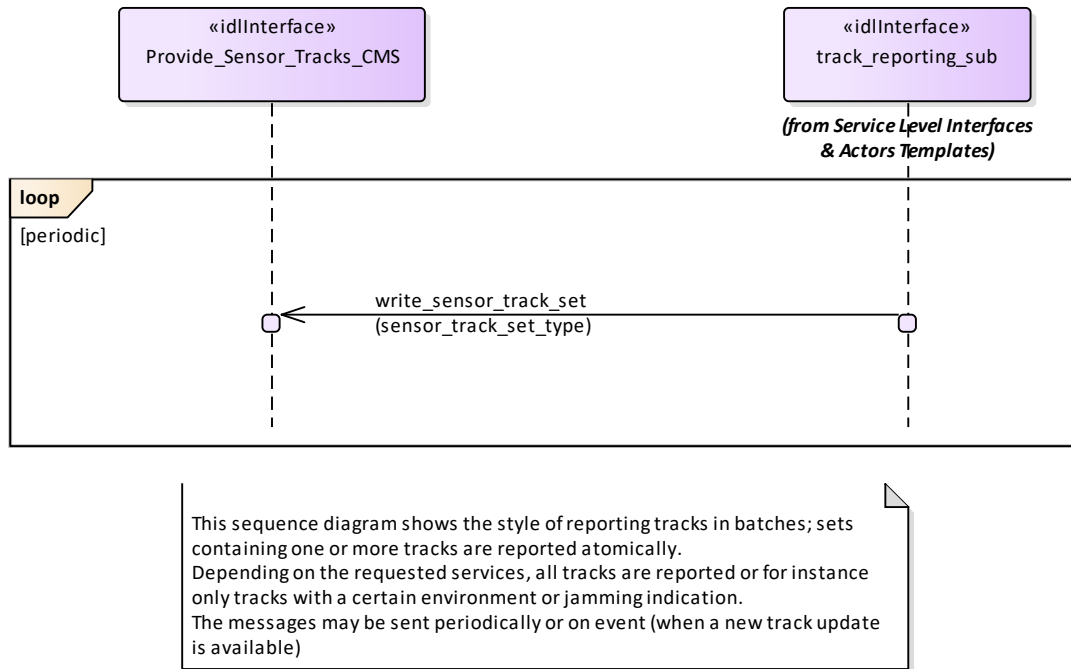 «idlInterface»
Provide_Sensor_Tracks_CMS
«idlInterface»
track_reporting_sub
(from Service Level Interfaces
& Actors Templates)
loop
[periodic]
write_sensor_track_set
(sensor_track_set_type)
This sequence diagram shows the style of reporting tracks in batches; sets
containing one or more tracks are reported atomically.
Depending on the requested services, all tracks are reported or for instance
only tracks with a certain environment or jamming indication.
The messages may be sent periodically or on event (when a new track update
is available)